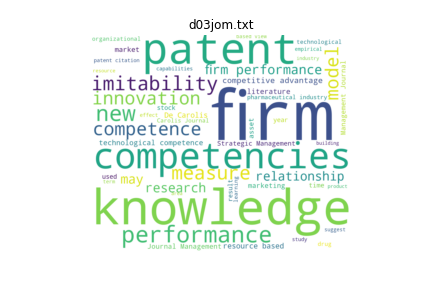 d03jom.txt
organizational
based view
technological
market
patent
empirical
patent citation
industry
capabilities
firm performance
model
resource
imitability
competitive advantage
literature
innovation
pharmaceutical industry
firm
Management Journal
new
stock
effect
De Carolis
asset
year
competence
Carolis Journal
technological competence
Strategic Management
building
competencies
measure
relationship
used
may
term
research
result
learning
marketing
time
product
knowledge
suggest
performance
study
drug
Journal Management
resource based